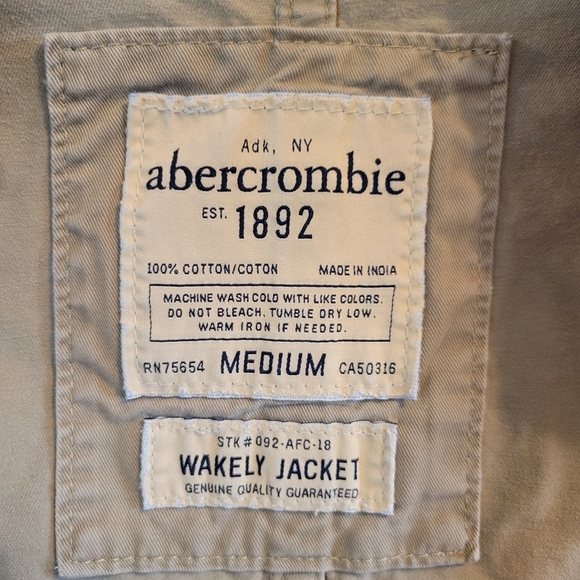 Adk, NY
abercrombie
EST. 1892
100% COTTON/COTON MADE IN INDIA
MACHINE WASH COLD WITH LIKE COLORS.
DO NOT BLEACH. TUMBLE DRY LOW.
WARM IRON IF NEEDED.
RN75654 MEDIUM CA50316
STK# 092-AFC-18
WAKELY JACKET
GENUINE QUALITY GUARANTEED